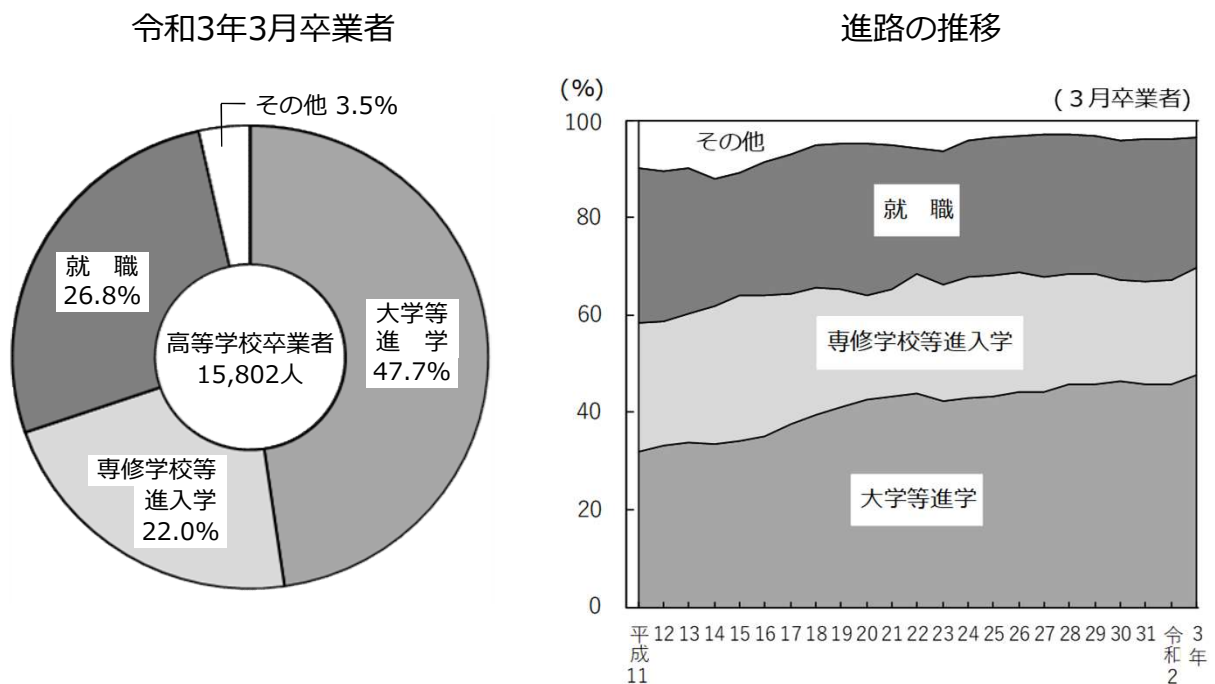 令和3年3月卒業者
その他 3.5%
就　職
26.8%
大学等
進　学
47.7%
高等学校卒業者
15,802人
専修学校等
進入学
22.0%
進路の推移
(%)
(３月卒業者)
100
80
60
40
20
0
その他
就　職
専修学校等進入学
大学等進学
平成11 12 13 14 15 16 17 18 19 20 21 22 23 24 25 26 27 28 29 30 31 令和2 3年